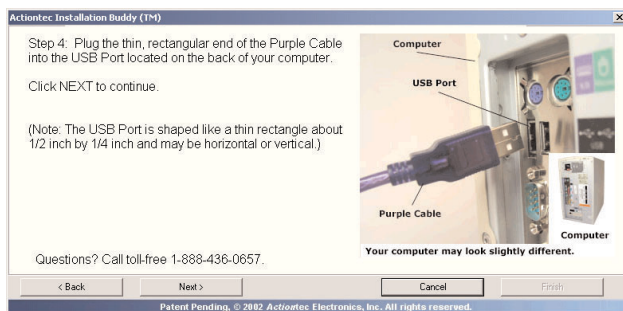 Actiontec Installation Buddy (TM)
Step 4: Plug the thin, rectangular end of the Purple Cable
into the USB Port located on the back of your computer.
Click NEXT to continue.
(Note: The USB Port is shaped like a thin rectangle about
1/2 inch by 1/4 inch and may be horizontal or vertical.)
Questions? Call toll-free 1-888-436-0657.
Computer
USB Port
Purple Cable
Computer
Your computer may look slightly different.
< Back
Next >
Cancel
Finish
Patent Pending, © 2002 Actiontec Electronics, Inc. All rights reserved.